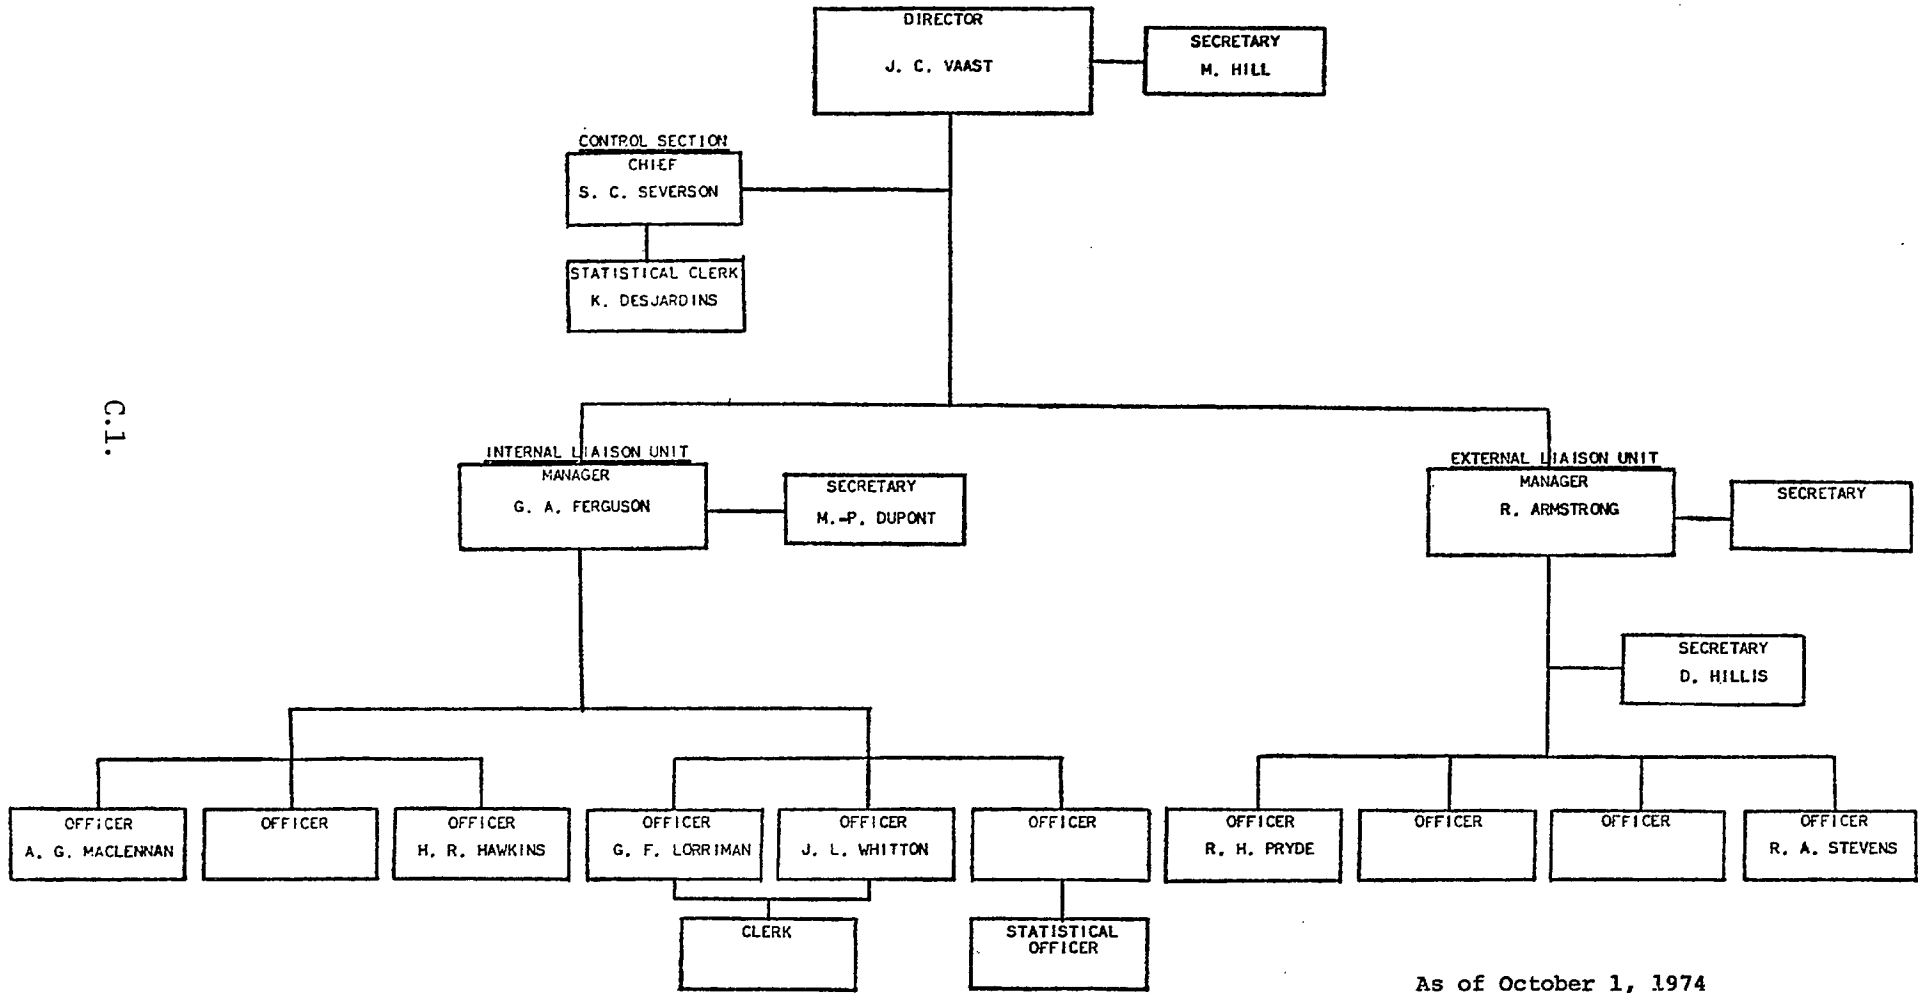 DIRECTOR
J. C. VAAST
SECRETARY
M. HILL
CONTROL SECTION
CHIEF
S. C. SEVERSON
STATISTICAL CLERK
K. DESJARDINS
C.1.
INTERNAL LIAISON UNIT
MANAGER
G. A. FERGUSON
SECRETARY
M.-P. DUPONT
EXTERNAL LIAISON UNIT
MANAGER
R. ARMSTRONG
SECRETARY
SECRETARY
D. HILLIS
OFFICER
A. G. MACLENNAN
OFFICER
OFFICER
H. R. HAWKINS
OFFICER
G. F. LORRIMAN
OFFICER
J. L. WHITTON
OFFICER
OFFICER
R. H. PRYDE
OFFICER
OFFICER
OFFICER
R. A. STEVENS
CLERK
STATISTICAL
OFFICER
As of October 1, 1974